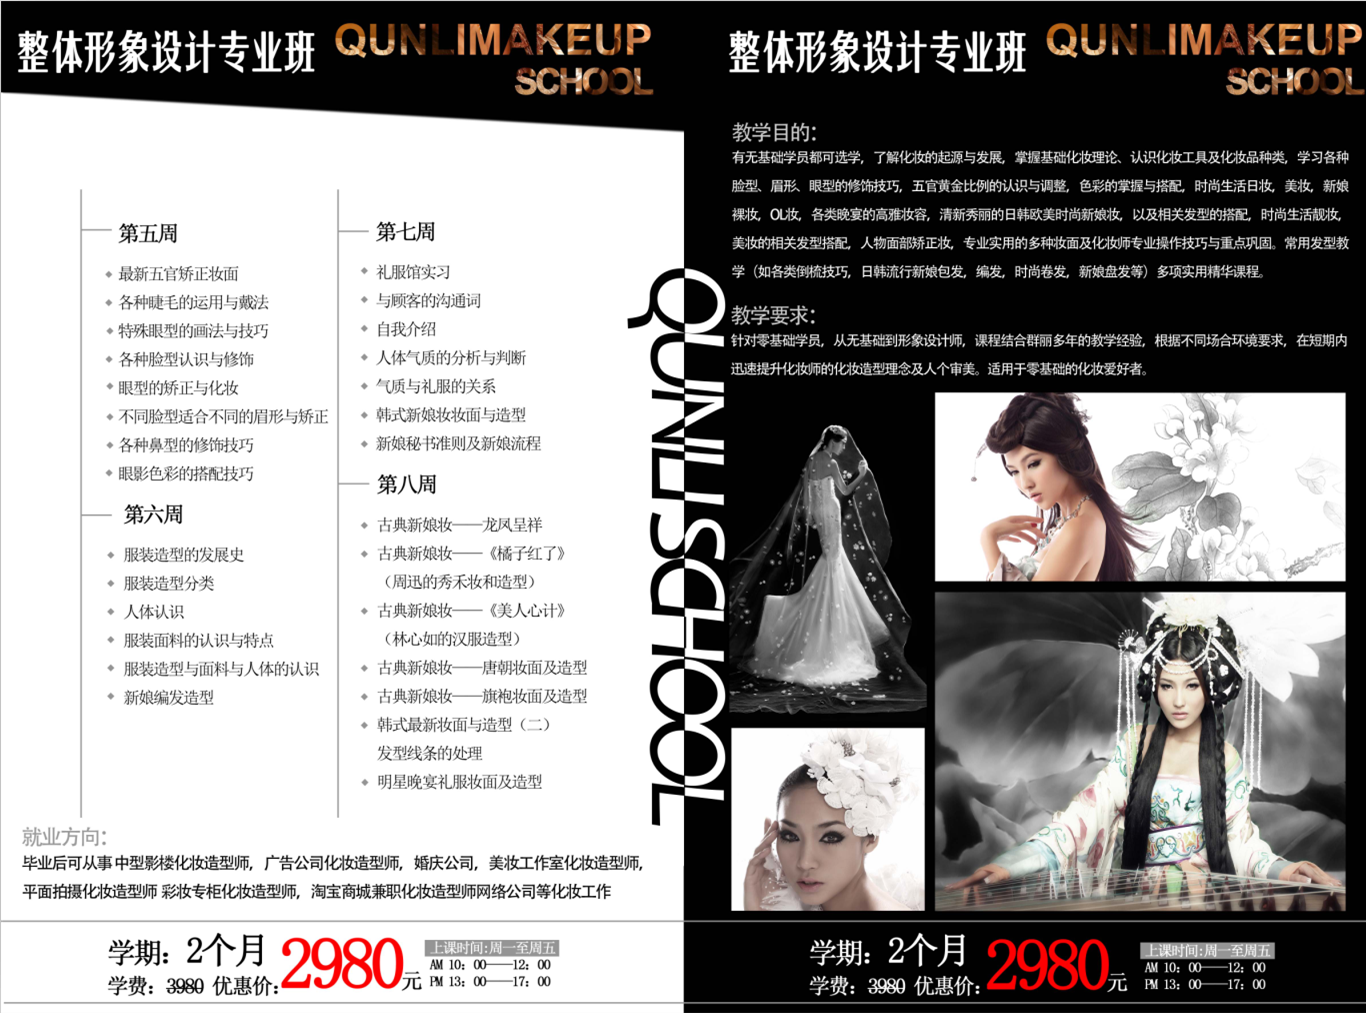 整体形象设计专业班
QUNLIMAKEUP
SCHOOL
第五周
最新五官矫正妆面
各种睫毛的运用与戴法
特殊眼型的画法与技巧
各种脸型认识与修饰
眼型的矫正与化妆
不同脸型适合不同的眉形与矫正
各种鼻型的修饰技巧
眼影色彩的搭配技巧
第六周
服装造型的发展史
服装造型分类
人体认识
服装面料的认识与特点
服装造型与面料与人体的认识
新娘编发造型
第七周
礼服馆实习
与顾客的沟通词
自我介绍
人体气质的分析与判断
气质与礼服的关系
韩式新娘妆妆面与造型
新娘秘书准则及新娘流程
第八周
古典新娘妆——龙凤呈祥
古典新娘妆——《橘子红了》
（周迅的秀禾妆和造型）
古典新娘妆——《美人心计》
（林心如的汉服造型）
古典新娘妆——唐朝妆面及造型
古典新娘妆——旗袍妆面及造型
韩式最新妆面与造型（二）
发型线条的处理
明星晚宴礼服妆面及造型
就业方向:
毕业后可从事 中型影楼化妆造型师，广告公司化妆造型师，婚庆公司，美妆工作室化妆造型师，
平面拍摄化妆造型师 彩妆专柜化妆造型师，淘宝商城兼职化妆造型师网络公司等化妆工作
学期：2个月
学费：3980 优惠价:2980元
上课时间:周一至周五
AM 10：00——12：00
PM 13：00——17：00
QUNLISDHOOL
整体形象设计专业班
QUNLIMAKEUP
SCHOOL
教学目的:
有无基础学员都可选学，了解化妆的起源与发展，掌握基础化妆理论、认识化妆工具及化妆品种类，学习各种
脸型、眉形、眼型的修饰技巧，五官黄金比例的认识与调整，色彩的掌握与搭配，时尚生活日妆，美妆，新娘
裸妆，OL妆，各类晚宴的高雅妆容，清新秀丽的日韩欧美时尚新娘妆，以及相关发型的搭配，时尚生活靓妆，
美妆的相关发型搭配，人物面部矫正妆，专业实用的多种妆面及化妆师专业操作技巧与重点巩固。常用发型教
学（如各类倒梳技巧，日韩流行新娘包发，编发，时尚卷发，新娘盘发等）多项实用精华课程。
教学要求:
针对零基础学员，从无基础到形象设计师，课程结合群丽多年的教学经验，根据不同场合环境要求，在短期内
迅速提升化妆师的化妆造型理念及人个审美。适用于零基础的化妆爱好者。
学期：2个月
学费：3980 优惠价:2980元
上课时间:周一至周五
AM 10：00——12：00
PM 13：00——17：00